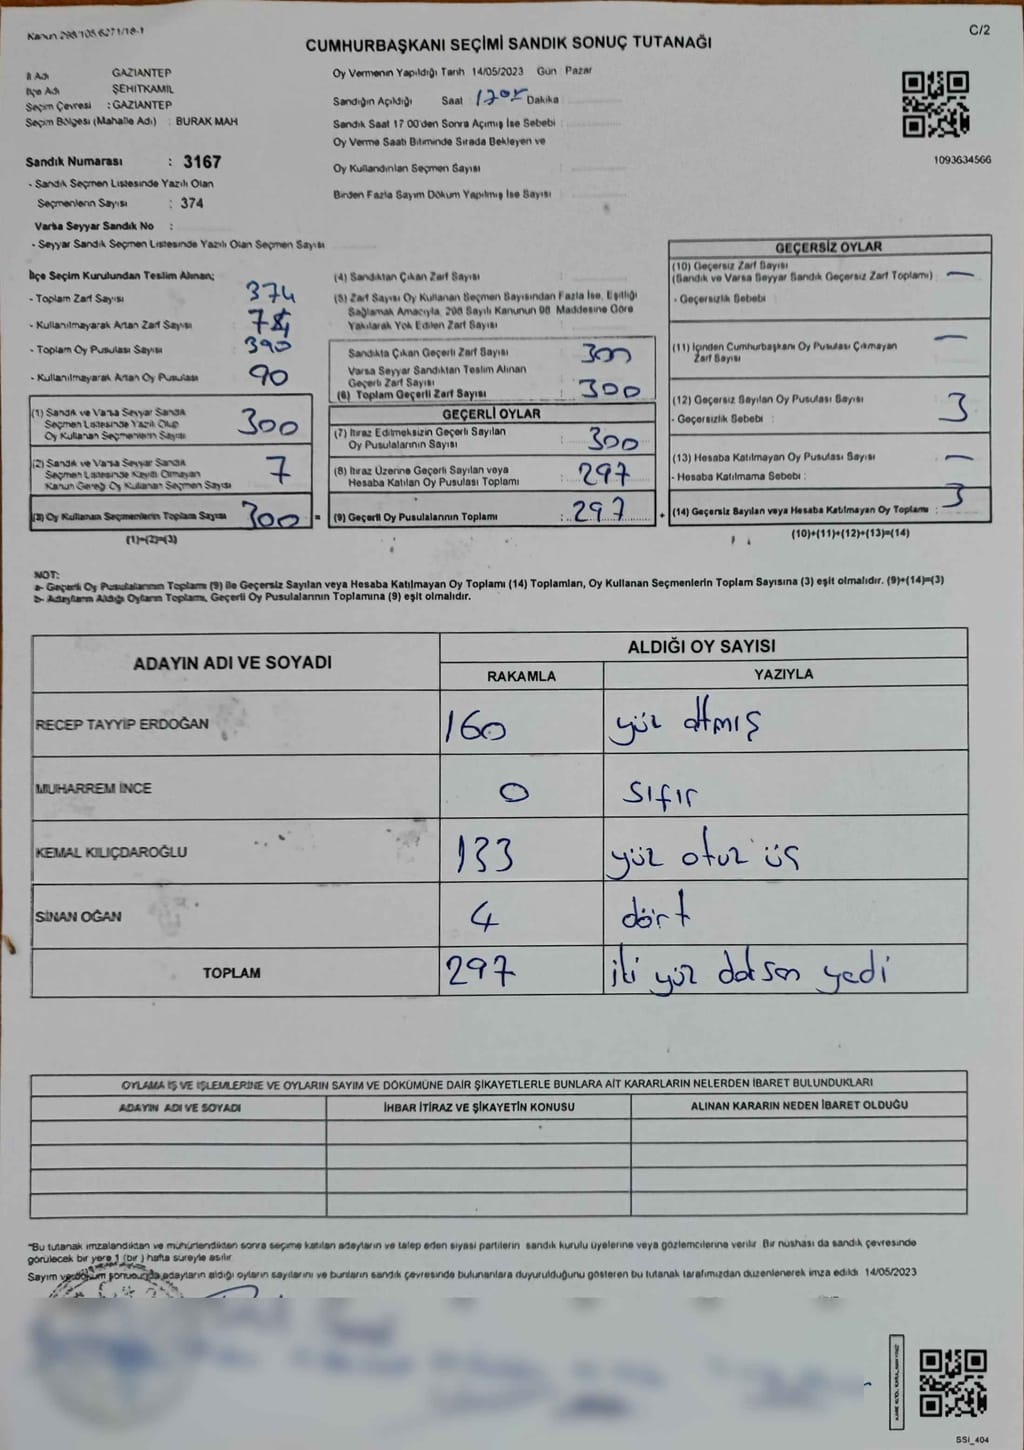 Kanun 298/105.6271/18-1
C/2
CUMHURBAŞKANI SEÇİMİ SANDIK SONUÇ TUTANAĞI
İl Adı GAZİANTEP
İlçe Adı ŞEHİTKAMİL
Seçim Çevresi : GAZİANTEP
Seçim Bölgesi (Mahalle Adı) : BURAK MAH
Oy Vermenin Yapıldığı Tarih 14/05/2023 Gün Pazar
Sandığın Açıldığı Saat 1705 Dakika
Sandık Saat 17 00'den Sonra Açımış İse Sebebi :
Oy Verme Saatı Bitiminde Sırada Bekleyen ve
Oy Kullandırılan Seçmen Sayısı :
Birden Fazla Sayım Döküm Yapılmış İse Sayısı :
1093634566
Sandık Numarası : 3167
- Sandık Seçmen Listesinde Yazılı Olan
Seçmenlerin Sayısı : 374
Varsa Seyyar Sandık No :
- Seyyar Sandık Seçmen Listesinde Yazılı Olan Seçmen Sayısı
İlçe Seçim Kurulundan Teslim Alınan;
- Toplam Zarf Sayısı 374
- Kullanılmayarak Artan Zarf Sayısı
- Toplam Oy Pusulası Sayısı 390
- Kullanılmayarak Artan Oy Pusulası 90
(1) Sandık ve Varsa Seyyar Sandık
Seçmen Listesinde Yazılı Olup
Oy Kullanan Seçmenlerin Sayısı 300
(2) Sandık ve Varsa Seyyar Sandık
Seçmen Listesinde Kayıtlı Olmayan
Kanun Gereği Oy Kullanan Seçmen Sayısı 7
(3) Oy Kullanan Seçmenlerin Toplam Sayısı 300 =
(1)+(2)=(3)
(4) Sandıktan Çıkan Zarf Sayısı :
(5) Zarf Sayısı Oy Kullanan Seçmen Sayısından Fazla İse, Eşitliği
Sağlamak Amacıyla, 298 Sayılı Kanunun 98 Maddesine Göre
Yakılarak Yok Edilen Zarf Sayısı :
Sandıkta Çıkan Geçerli Zarf Sayısı : 300
Varsa Seyyar Sandıktan Teslim Alınan
Geçerli Zarf Sayısı
(6) Toplam Geçerli Zarf Sayısı : 300
GEÇERLİ OYLAR
(7) İtiraz Edilmeksizin Geçerli Sayılan
Oy Pusulalarının Sayısı : 300
(8) İtiraz Üzerine Geçerli Sayılan veya
Hesaba Katılan Oy Pusulası Toplamı : 297
(9) Geçerli Oy Pusulalarının Toplamı : 297 +
GEÇERSİZ OYLAR
(10) Geçersiz Zarf Sayısı
(Sandık ve Varsa Seyyar Sandık Geçersiz Zarf Toplamı) : —
- Geçersizlik Sebebi :
(11) İçinden Cumhurbaşkanı Oy Pusulası Çıkmayan
Zarf Sayısı : —
(12) Geçersiz Sayılan Oy Pusulası Sayısı : 3
- Geçersizlik Sebebi :
(13) Hesaba Katılmayan Oy Pusulası Sayısı : —
- Hesaba Katılmama Sebebi :
(14) Geçersiz Sayılan veya Hesaba Katılmayan Oy Toplamı : 3
(10)+(11)+(12)+(13)=(14)
NOT:
a- Geçerli Oy Pusulalarının Toplamı (9) ile Geçersiz Sayılan veya Hesaba Katılmayan Oy Toplamı (14) Toplamları, Oy Kullanan Seçmenlerin Toplam Sayısına (3) eşit olmalıdır. (9)+(14)=(3)
b- Adayların Aldığı Oyların Toplamı, Geçerli Oy Pusulalarının Toplamına (9) eşit olmalıdır.
ADAYIN ADI VE SOYADI
ALDIĞI OY SAYISI
RAKAMLA YAZIYLA
RECEP TAYYİP ERDOĞAN 160 yüz altmış
MUHARREM İNCE 0 sıfır
KEMAL KILIÇDAROĞLU 133 yüz otuz üç
SİNAN OĞAN 4 dört
TOPLAM 297 iki yüz doksan yedi
OYLAMA İŞ VE İŞLEMLERİNE VE OYLARIN SAYIM VE DÖKÜMÜNE DAİR ŞİKAYETLERLE BUNLARA AİT KARARLARIN NELERDEN İBARET BULUNDUKLARI
ADAYIN ADI VE SOYADI İHBAR İTİRAZ VE ŞİKAYETİN KONUSU ALINAN KARARIN NEDEN İBARET OLDUĞU
"Bu tutanak imzalandıktan ve mühürlendikten sonra seçime katılan adayların ve talep eden siyasi partilerin sandık kurulu üyelerine veya gözlemcilerine verilir. Bir nüshası da sandık çevresinde
görülecek bir yere 1 (bir ) hafta süreyle asılır.
Sayım ve döküm sonucunda adayların aldığı oyların sayılarını ve bunların sandık çevresinde bulunanlara duyurulduğunu gösteren bu tutanak tarafımızdan düzenlenerek imza edildi 14/05/2023
SSI_404